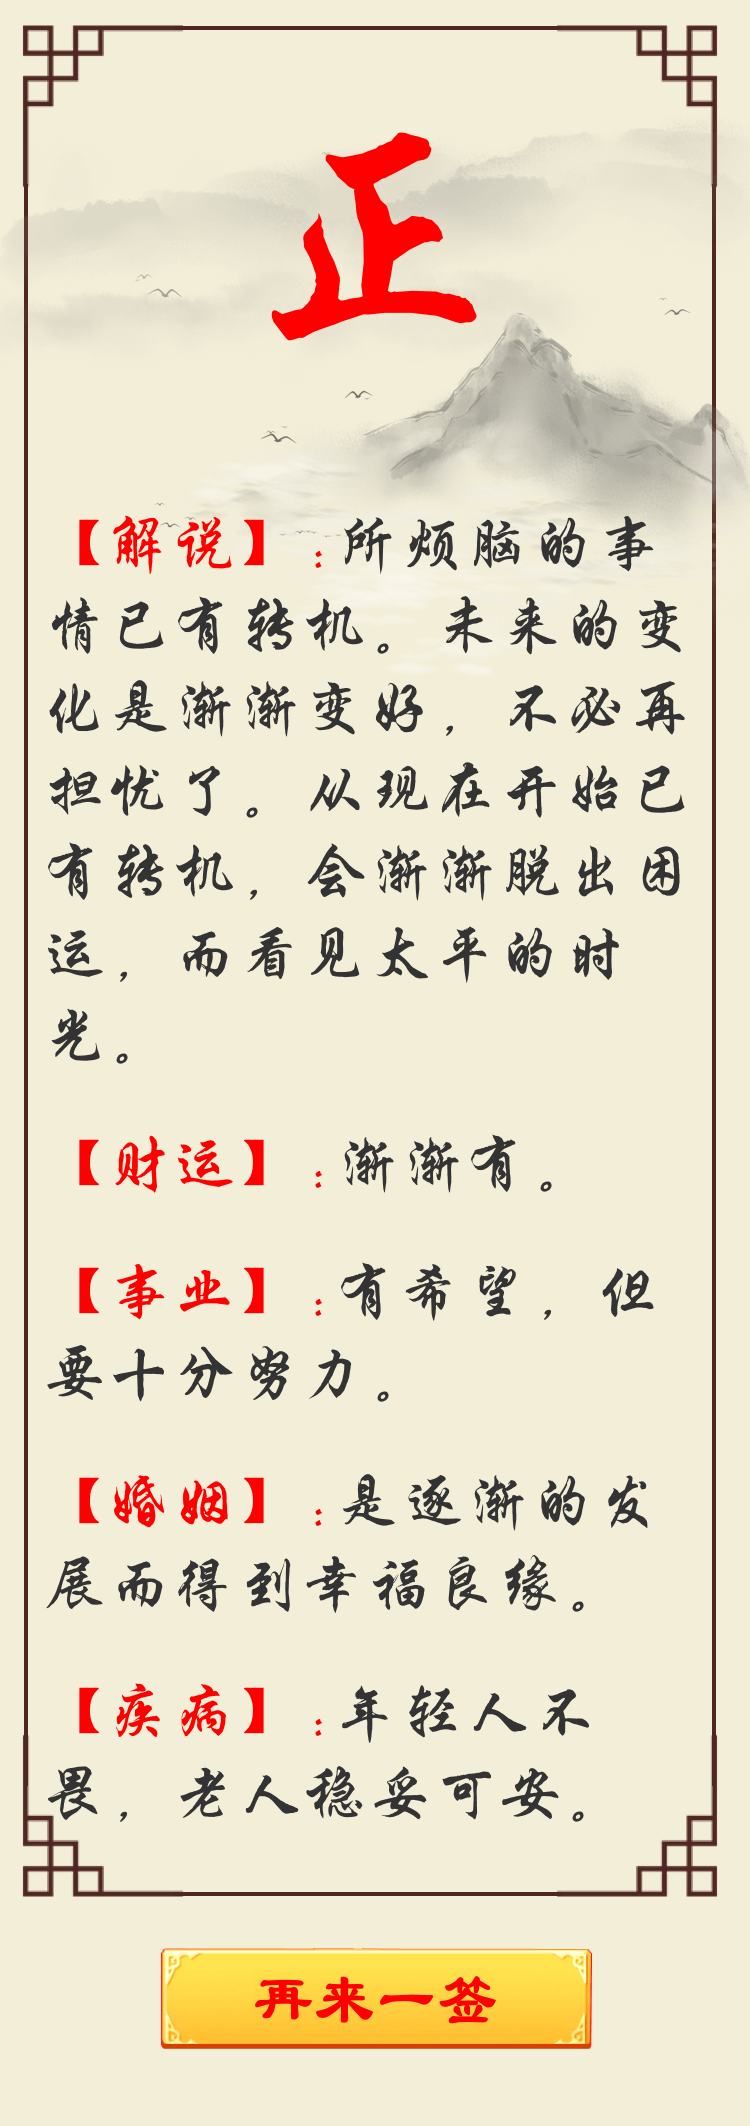 正
【解说】:所烦脑的事
情已有转机。未来的变
化是渐渐变好,不必再
担忧了。从现在开始已
有转机,会渐渐脱出困
运,而看见太平的时
光。
【财运】:渐渐有。
【事业】:有希望,但
要十分努力。
【婚姻】:是逐渐的发
展而得到幸福良缘。
【疾病】:年轻人不
畏,老人稳妥可安。
再来一签